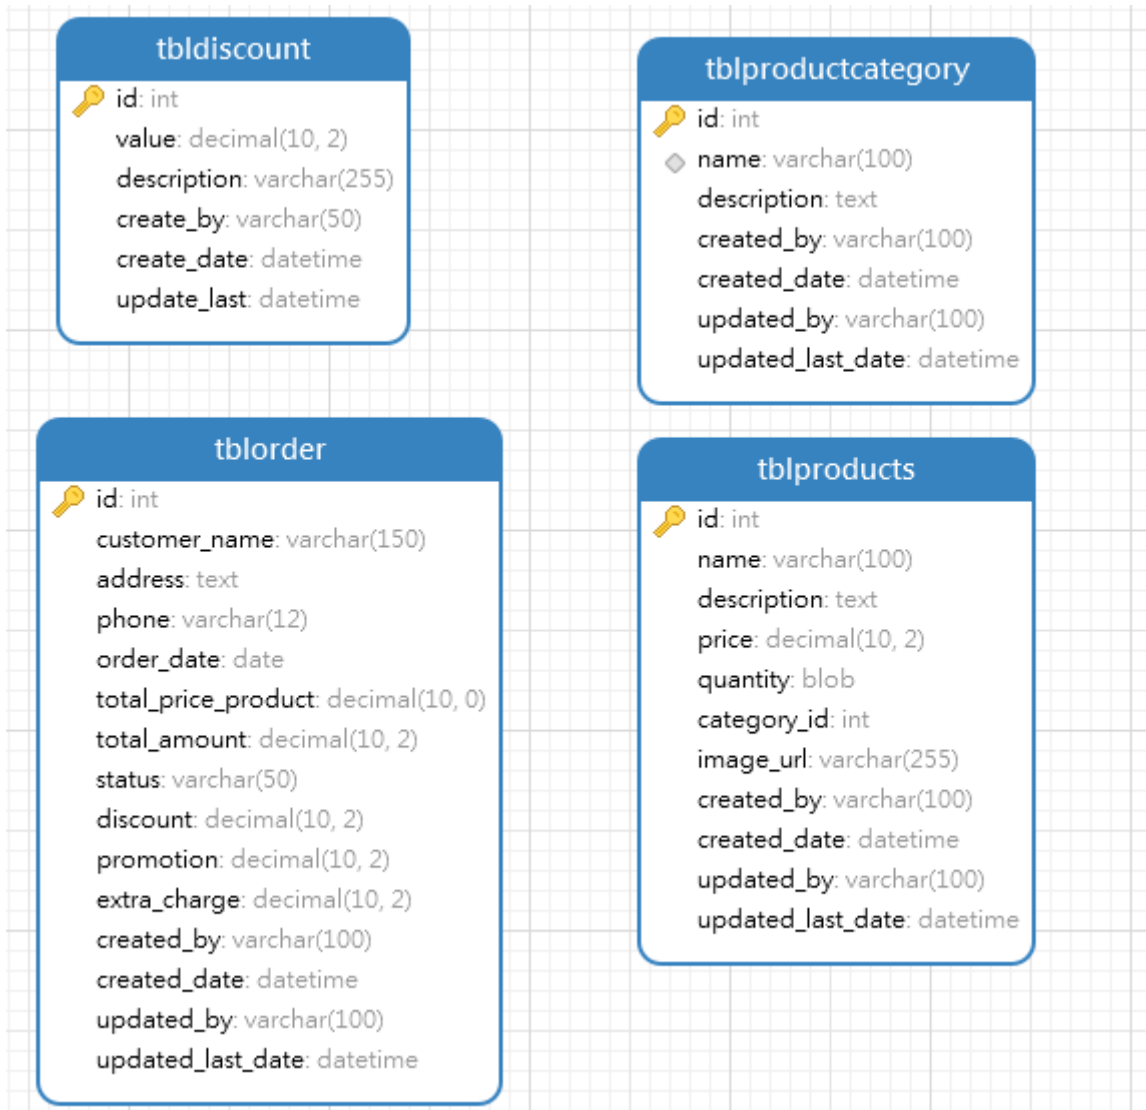 tbldiscount
id: int
value: decimal(10, 2)
description: varchar(255)
create_by: varchar(50)
create_date: datetime
update_last: datetime
tblproductcategory
id: int
name: varchar(100)
description: text
created_by: varchar(100)
created_date: datetime
updated_by: varchar(100)
updated_last_date: datetime
tblorder
id: int
customer_name: varchar(150)
address: text
phone: varchar(12)
order_date: date
total_price_product: decimal(10, 0)
total_amount: decimal(10, 2)
status: varchar(50)
discount: decimal(10, 2)
promotion: decimal(10, 2)
extra_charge: decimal(10, 2)
created_by: varchar(100)
created_date: datetime
updated_by: varchar(100)
updated_last_date: datetime
tblproducts
id: int
name: varchar(100)
description: text
price: decimal(10, 2)
quantity: blob
category_id: int
image_url: varchar(255)
created_by: varchar(100)
created_date: datetime
updated_by: varchar(100)
updated_last_date: datetime